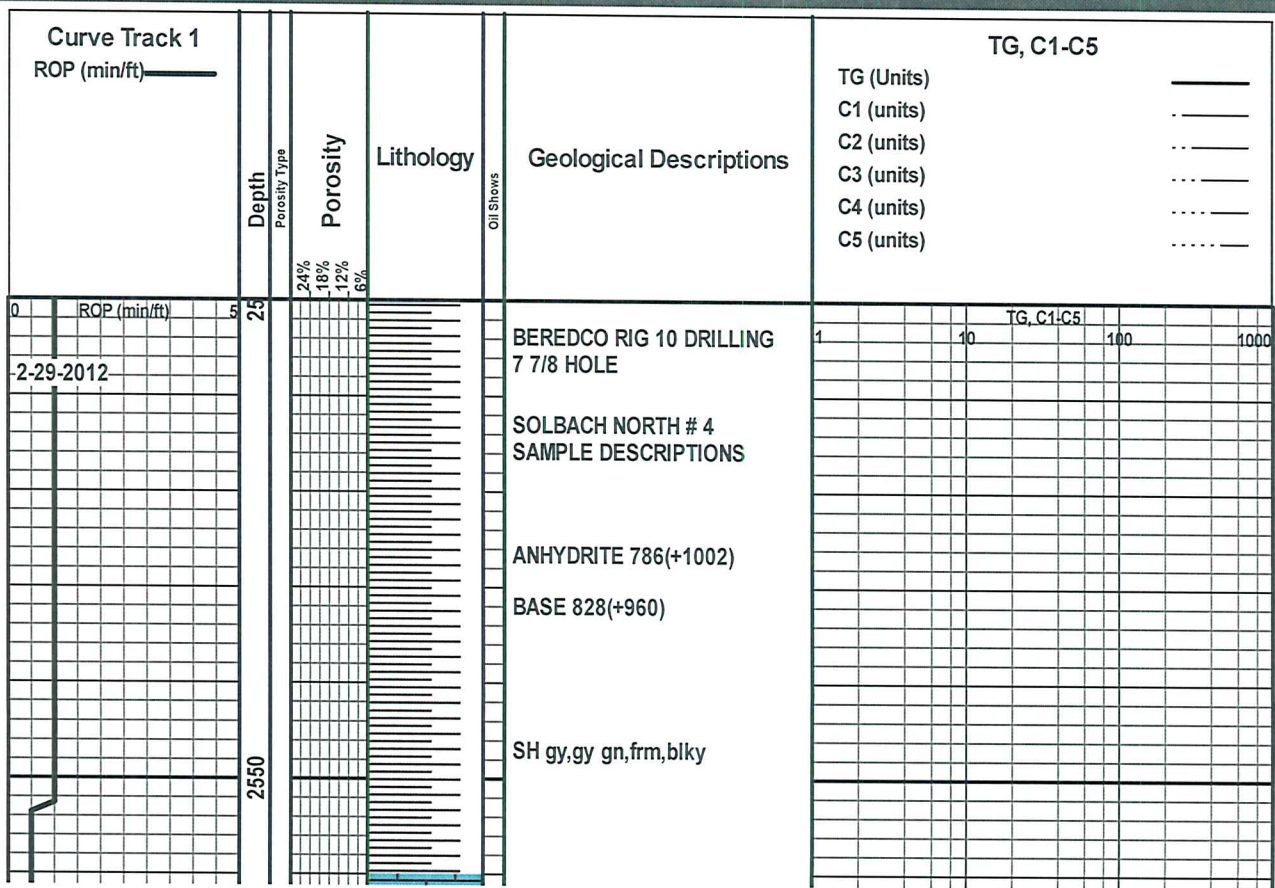 Curve Track 1
ROP (min/ft)
Depth
Porosity Type
Porosity
24%
18%
12%
6%
Lithology
Oil Shows
Geological Descriptions
TG, C1-C5
TG (Units)
C1 (units)
C2 (units)
C3 (units)
C4 (units)
C5 (units)
0 ROP (min/ft) 5
25
TG, C1-C5
1 10 100 1000
2-29-2012
BEREDCO RIG 10 DRILLING
7 7/8 HOLE
SOLBACH NORTH # 4
SAMPLE DESCRIPTIONS
ANHYDRITE 786(+1002)
BASE 828(+960)
SH gy,gy gn,frm,blky
2550